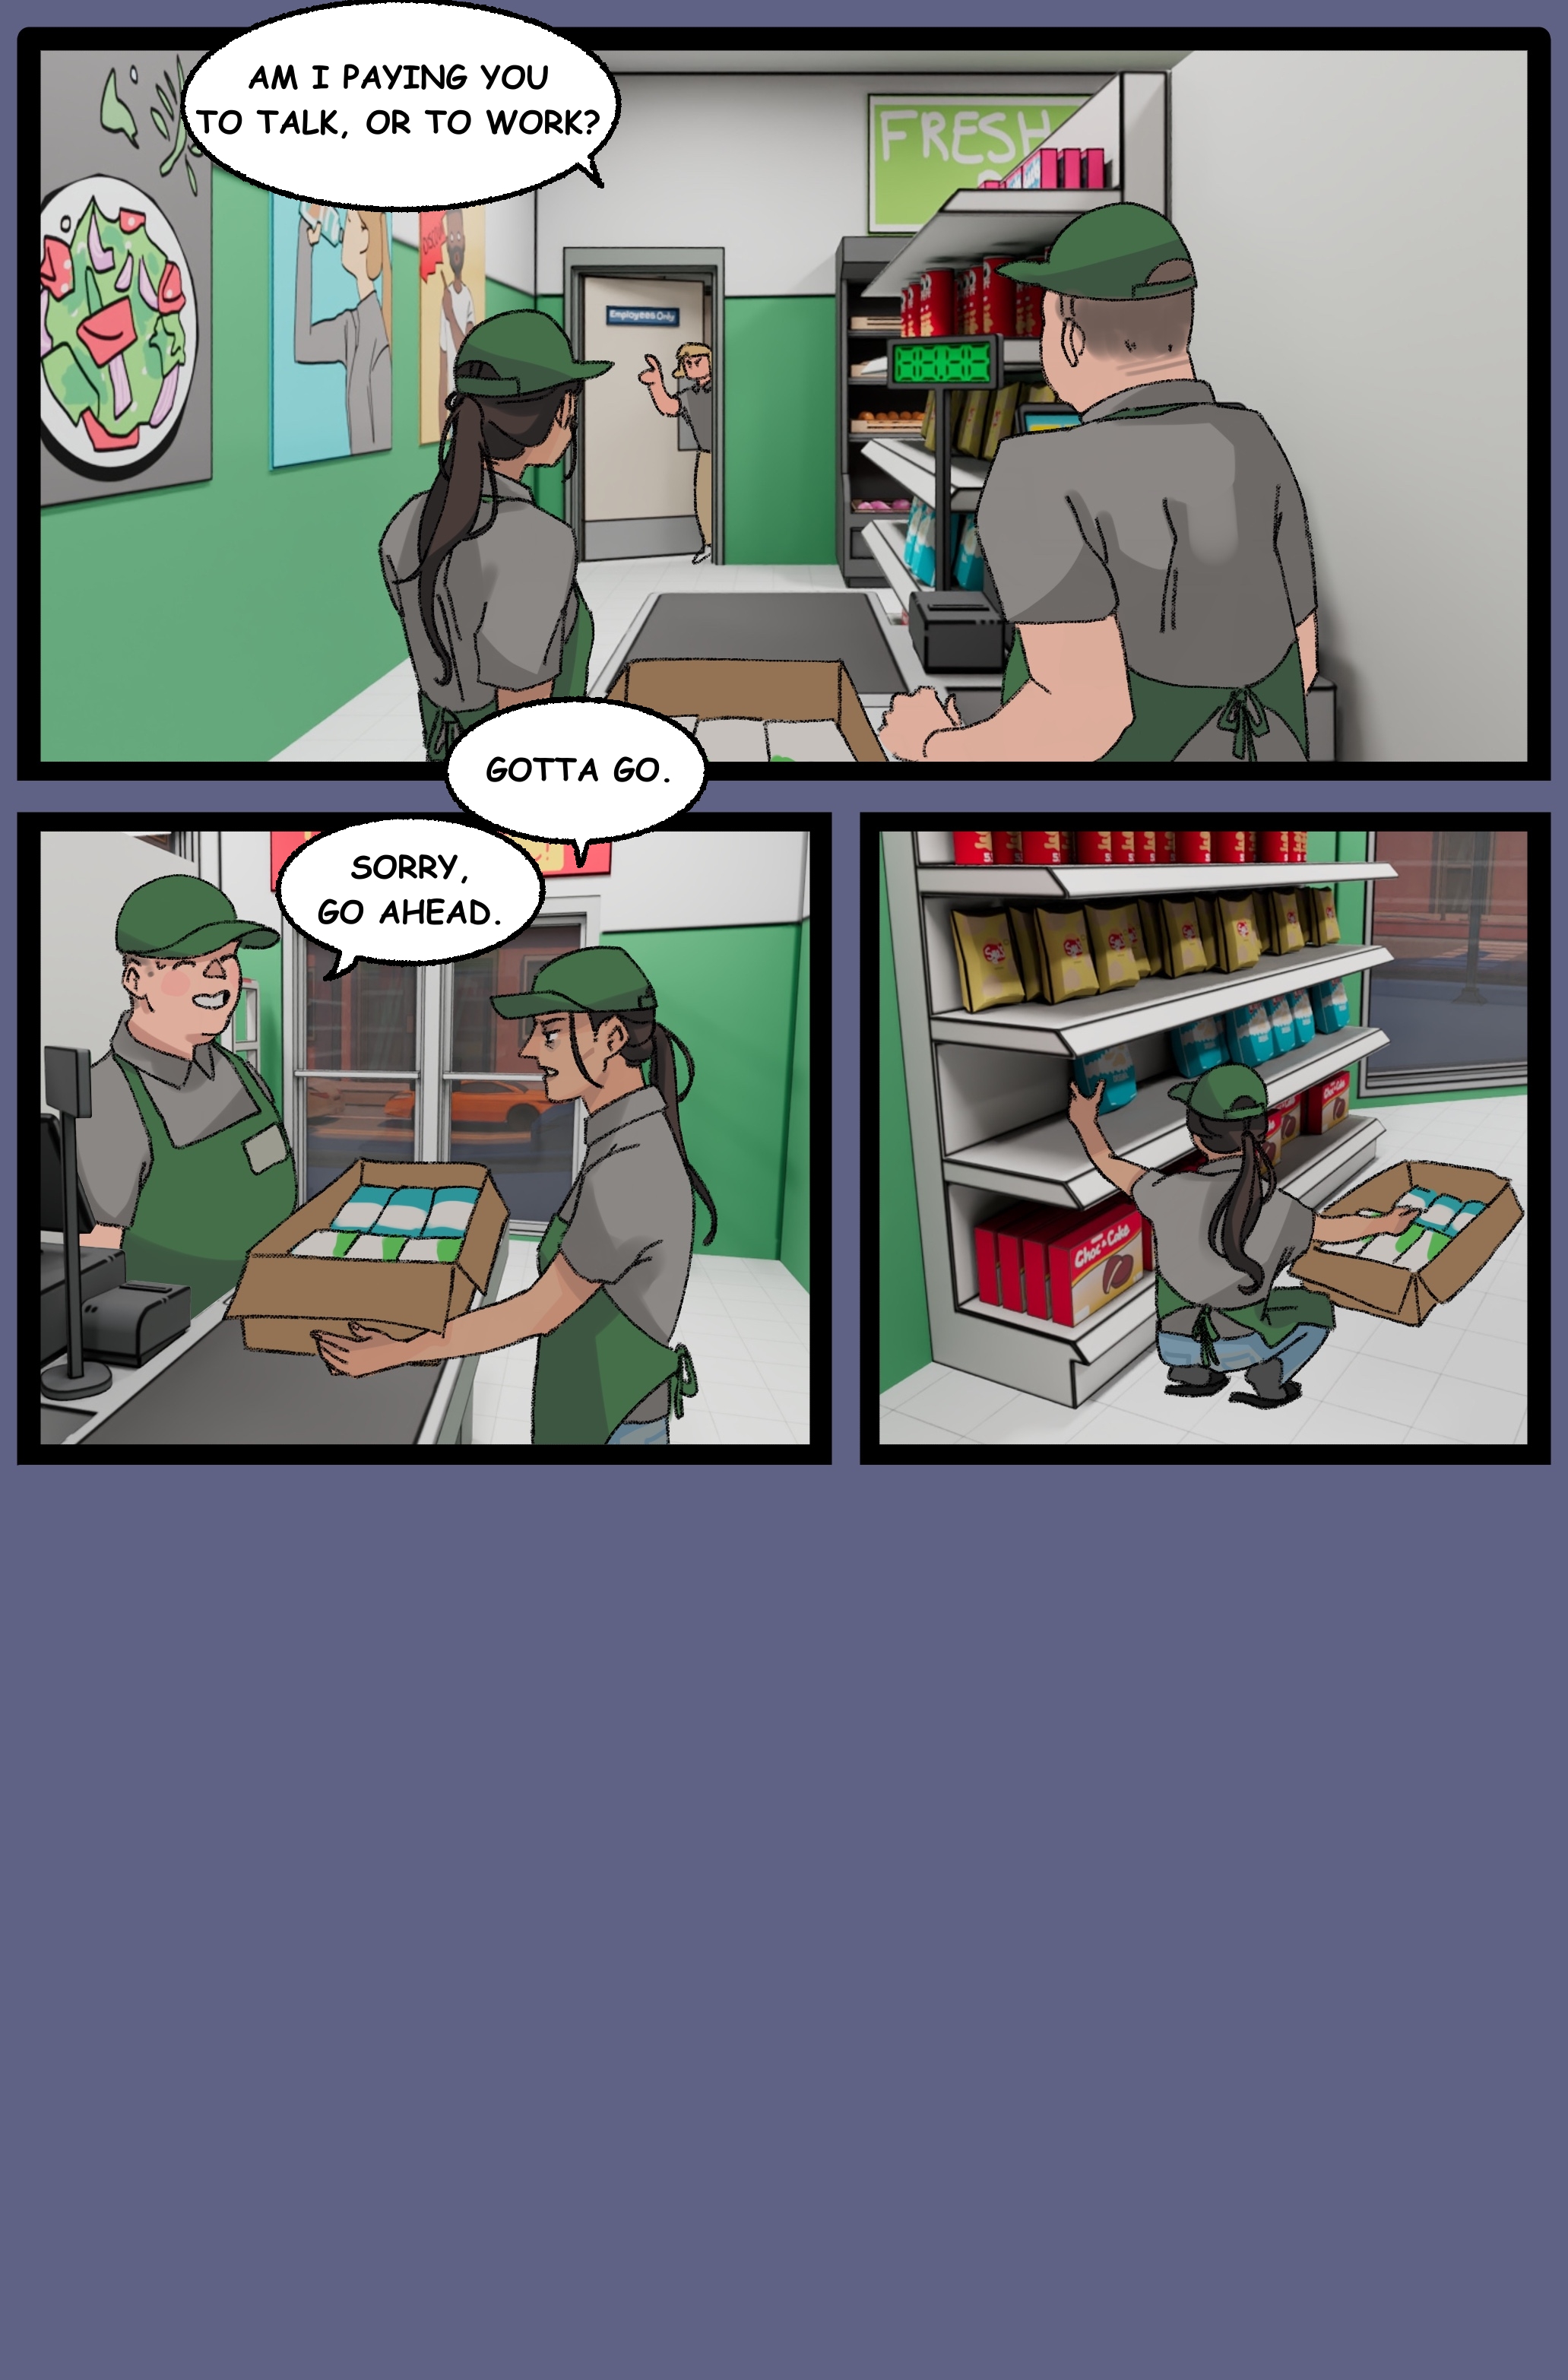 AM I PAYING YOU
TO TALK, OR TO WORK?
FRESH
Employees Only
GOTTA GO.
SORRY,
GO AHEAD.
Choc & Cake